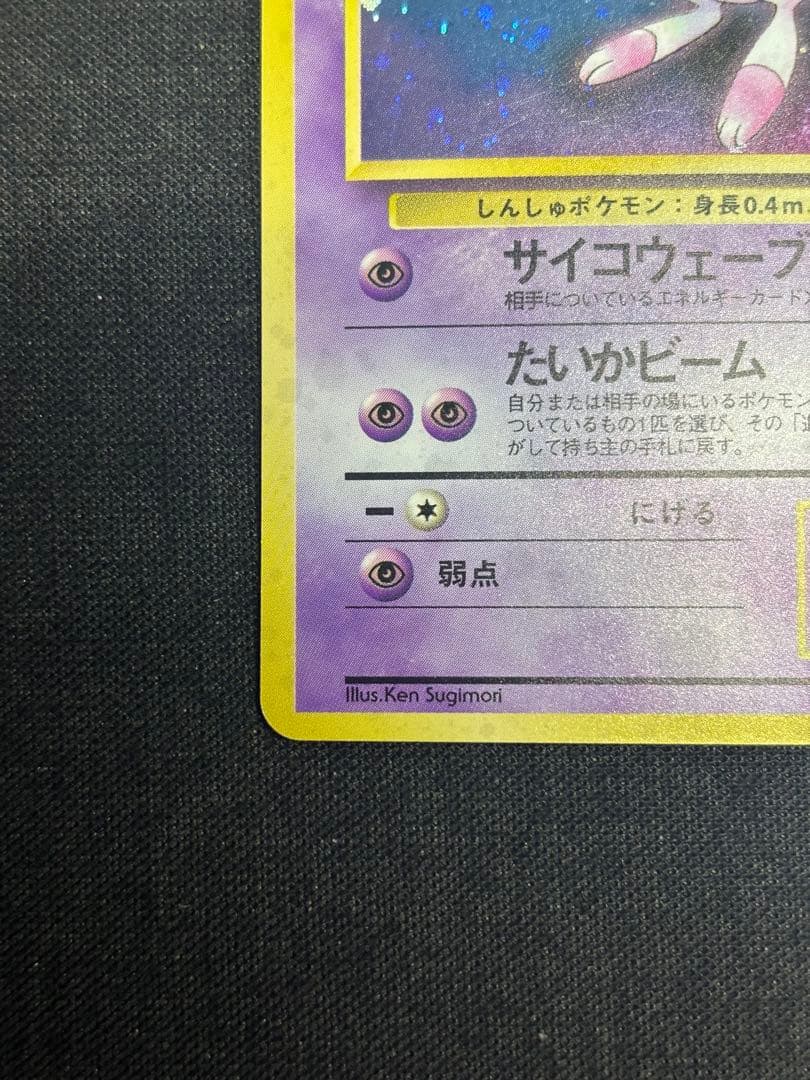 しんしゅポケモン：身長0.4m
サイコウェーブ
相手についているエネルギーカード
たいかビーム
自分または相手の場にいるポケモン
ついているもの1匹を選び、その「
がして持ち主の手札に戻す。
ー にげる
弱点
Illus.Ken Sugimori